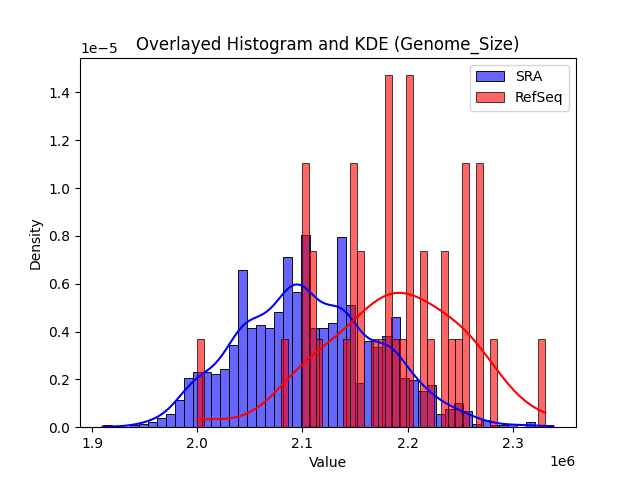 Overlayed Histogram and KDE (Genome_Size)
1e−5
SRA
RefSeq
1.4
1.2
1.0
0.8
0.6
0.4
0.2
0.0
Density
1.9
2.0
2.1
2.2
2.3
1e6
Value